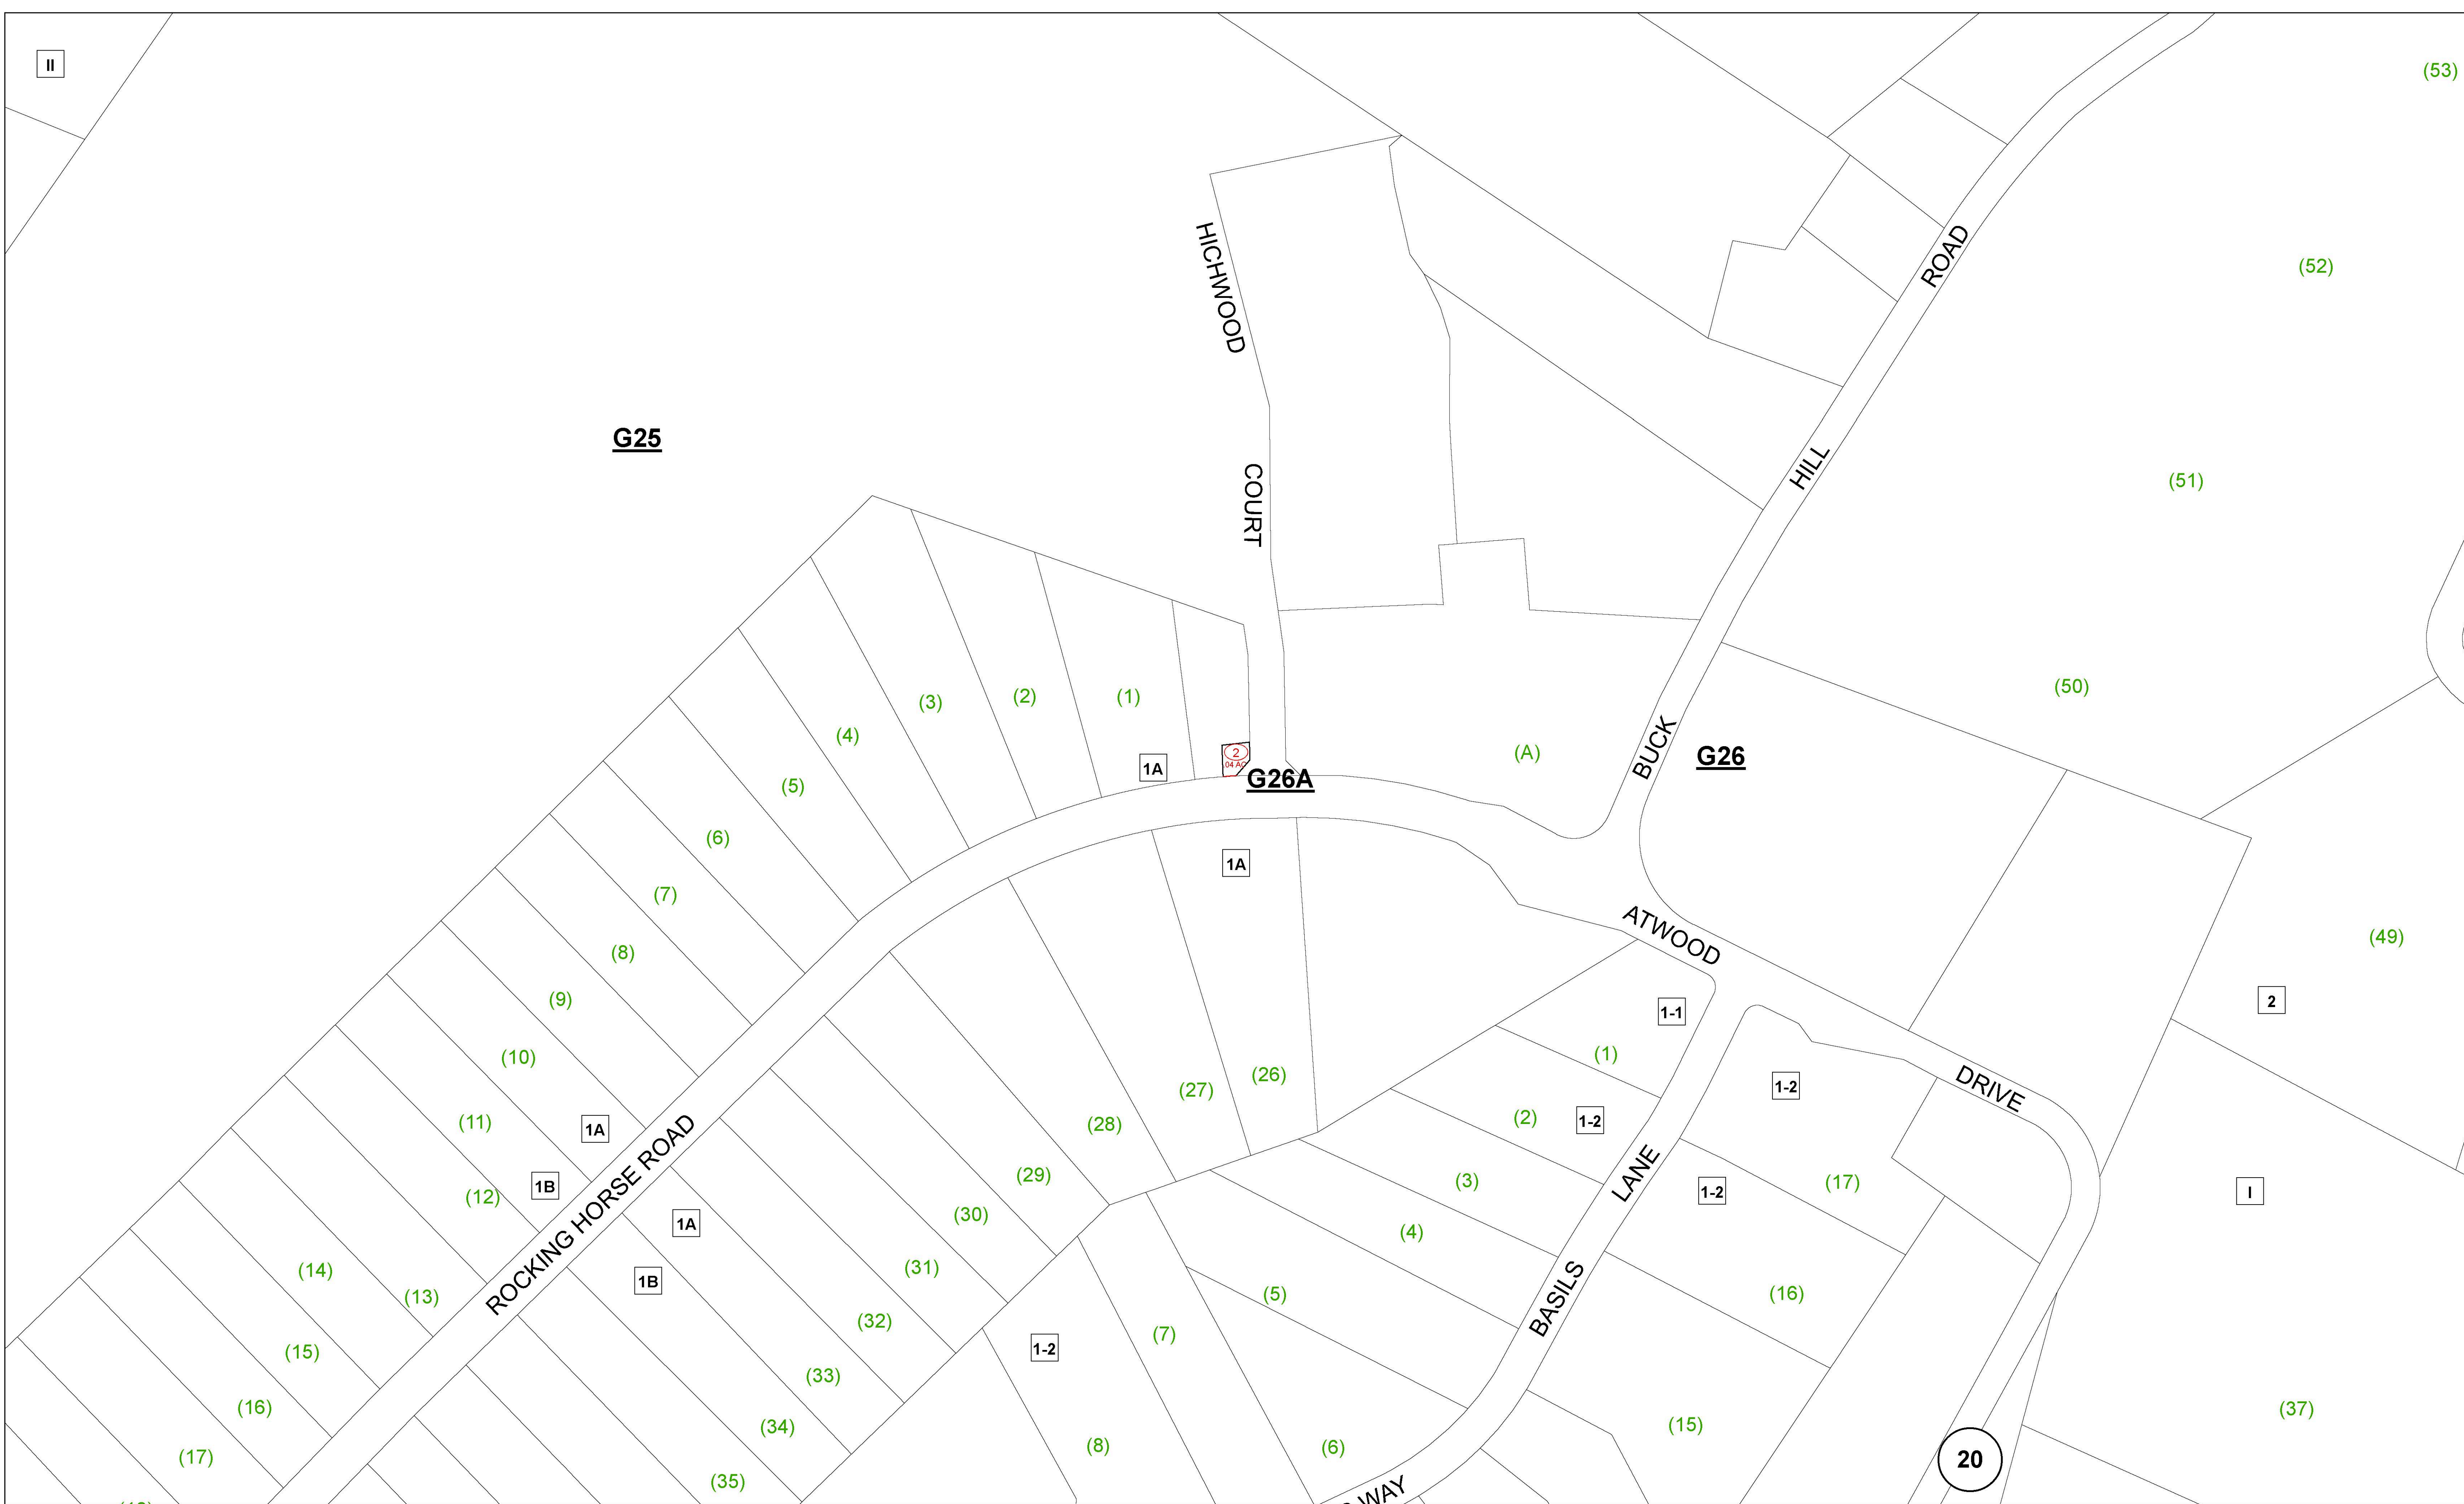 II
(53)
(52)
ROAD
HICHWOOD
G25
HILL
(51)
COURT
(50)
(1)
(2)
(3)
(4)
BUCK
(A)
G26
2
.04 AC
1A
G26A
(5)
(6)
1A
(7)
ATWOOD
(49)
(8)
(9)
2
1-1
(10)
(1)
(26)
(27)
DRIVE
1-2
(2)
1-2
(28)
(11)
1A
ROCKING HORSE ROAD
1B
(12)
(29)
(3)
LANE
1-2
(17)
I
(30)
1A
(4)
(31)
1B
(14)
(13)
(5)
BASILS
(16)
(32)
(7)
1-2
(15)
(33)
(16)
(37)
(34)
(8)
(6)
(15)
(17)
20
(35)
WAY